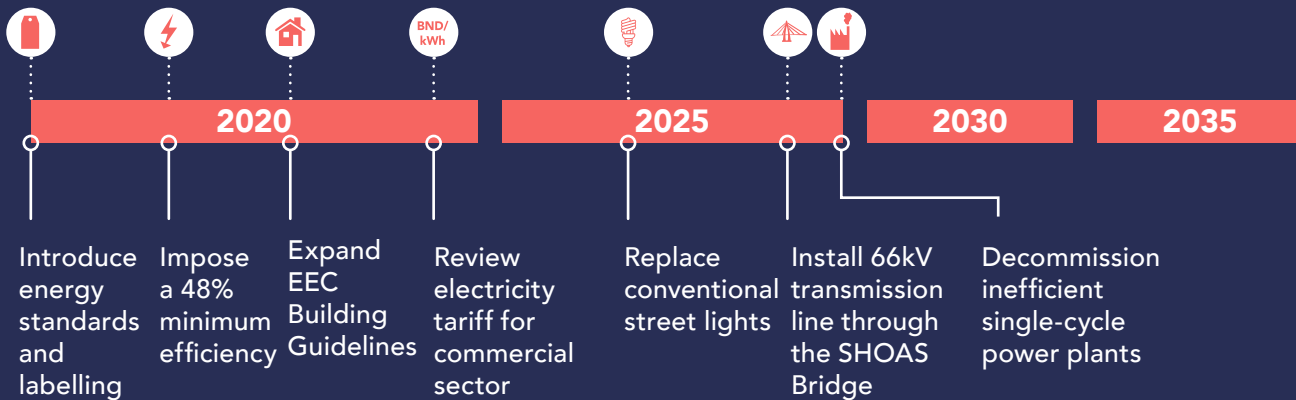 BND/
kWh
2020
2025
2030
2035
Introduce
energy
standards
and
labelling
Impose
a 48%
minimum
efficiency
Expand
EEC
Building
Guidelines
Review
electricity
tariff for
commercial
sector
Replace
conventional
street lights
Install 66kV
transmission
line through
the SHOAS
Bridge
Decommission
inefficient
single-cycle
power plants